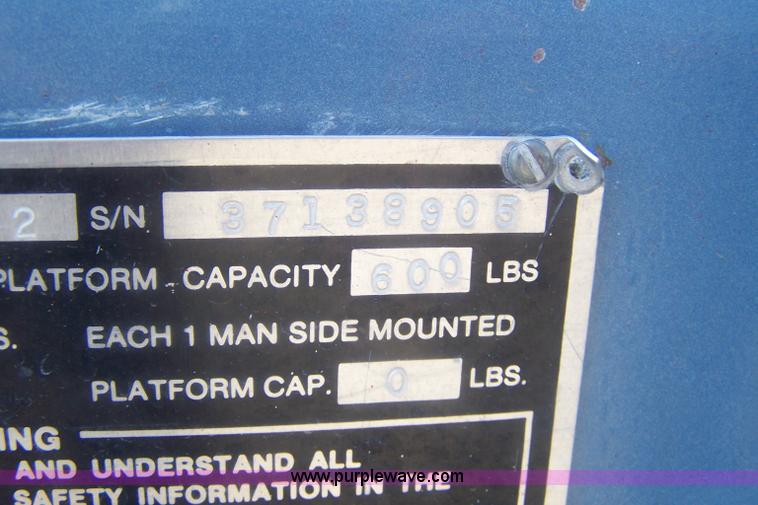 2 S/N 37138905
PLATFORM CAPACITY 600 LBS
S. EACH 1 MAN SIDE MOUNTED
PLATFORM CAP. 0 LBS.
ING
AND UNDERSTAND ALL
SAFETY INFORMATION IN THE
www.purplewave.com